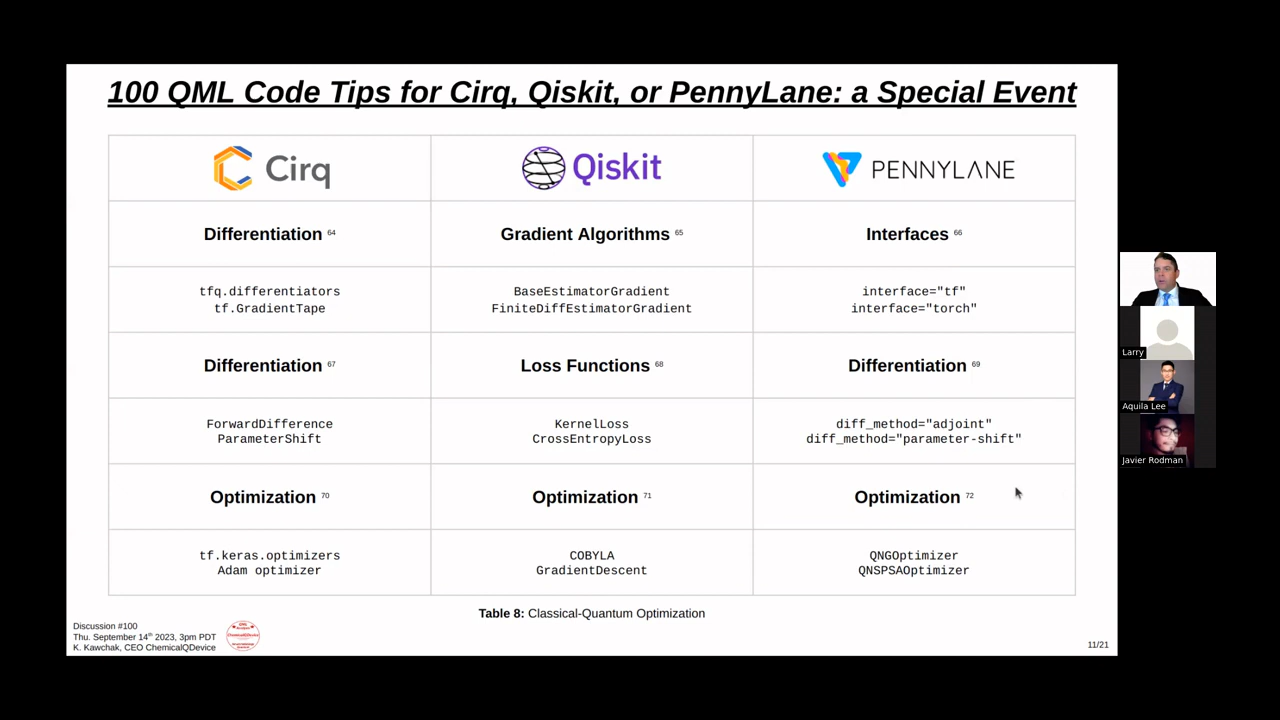 100 QML Code Tips for Cirq, Qiskit, or PennyLane: a Special Event
Cirq
Qiskit
PENNYLANE
Differentiation 64
Gradient Algorithms 65
Interfaces 66
tfq.differentiators
tf.GradientTape
BaseEstimatorGradient
FiniteDiffEstimatorGradient
interface="tf"
interface="torch"
Differentiation 67
Loss Functions 68
Differentiation 69
ForwardDifference
ParameterShift
KernelLoss
CrossEntropyLoss
diff_method="adjoint"
diff_method="parameter-shift"
Optimization 70
Optimization 71
Optimization 72
tf.keras.optimizers
Adam optimizer
COBYLA
GradientDescent
QNGOptimizer
QNSPSAOptimizer
Table 8: Classical-Quantum Optimization
Discussion #100
Thu. September 14th 2023, 3pm PDT
K. Kawchak, CEO ChemicalQDevice
11/21
Larry
Aquila Lee
Javier Rodman